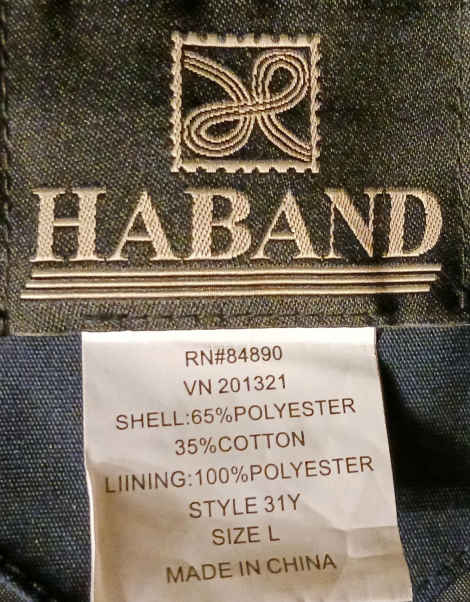 HABAND
RN#84890
VN 201321
SHELL:65%POLYESTER
35%COTTON
LIINING:100%POLYESTER
STYLE 31Y
SIZE L
MADE IN CHINA